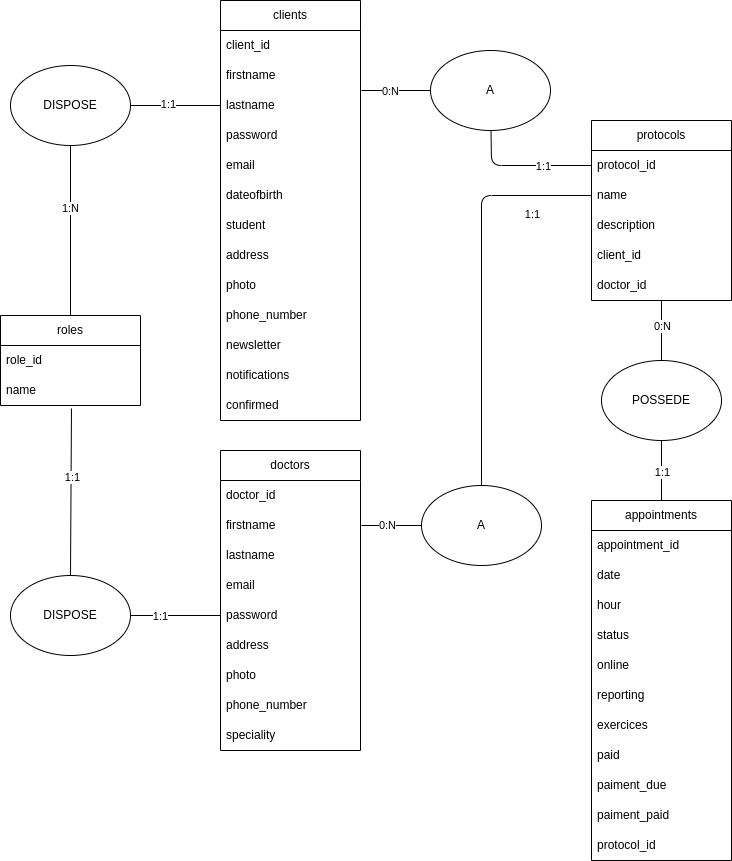 clients
client_id
firstname
lastname
password
email
dateofbirth
student
address
photo
phone_number
newsletter
notifications
confirmed
DISPOSE
1:1
1:N
0:N
A
1:1
protocols
protocol_id
name
description
client_id
doctor_id
1:1
roles
role_id
name
0:N
POSSEDE
1:1
1:1
DISPOSE
1:1
doctors
doctor_id
firstname
lastname
email
password
address
photo
phone_number
speciality
0:N
A
appointments
appointment_id
date
hour
status
online
reporting
exercices
paid
paiment_due
paiment_paid
protocol_id